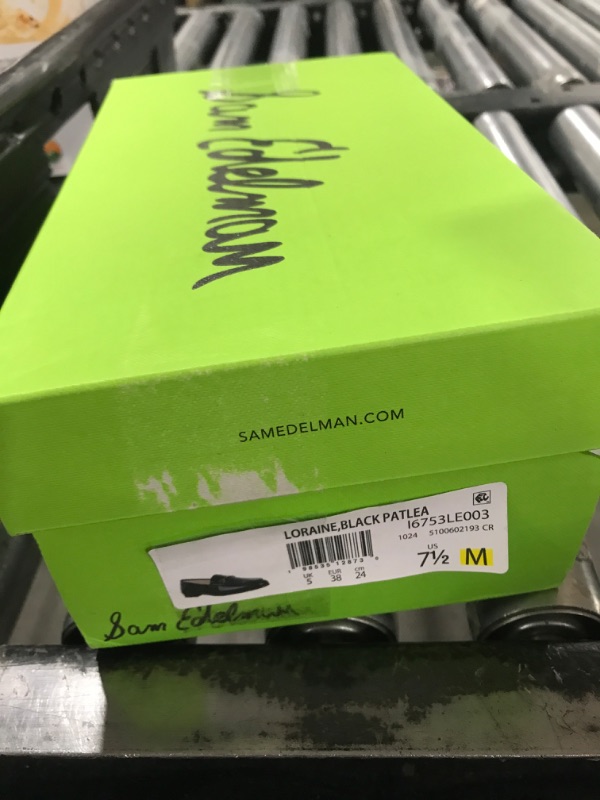 Sam Edelman
SAMEDELMAN.COM
LORAINE,BLACK PATLEA
I6753LE003
1024 5100602193 CR
UK EUR cm US
5 38 24 7½ M
Sam Edelman